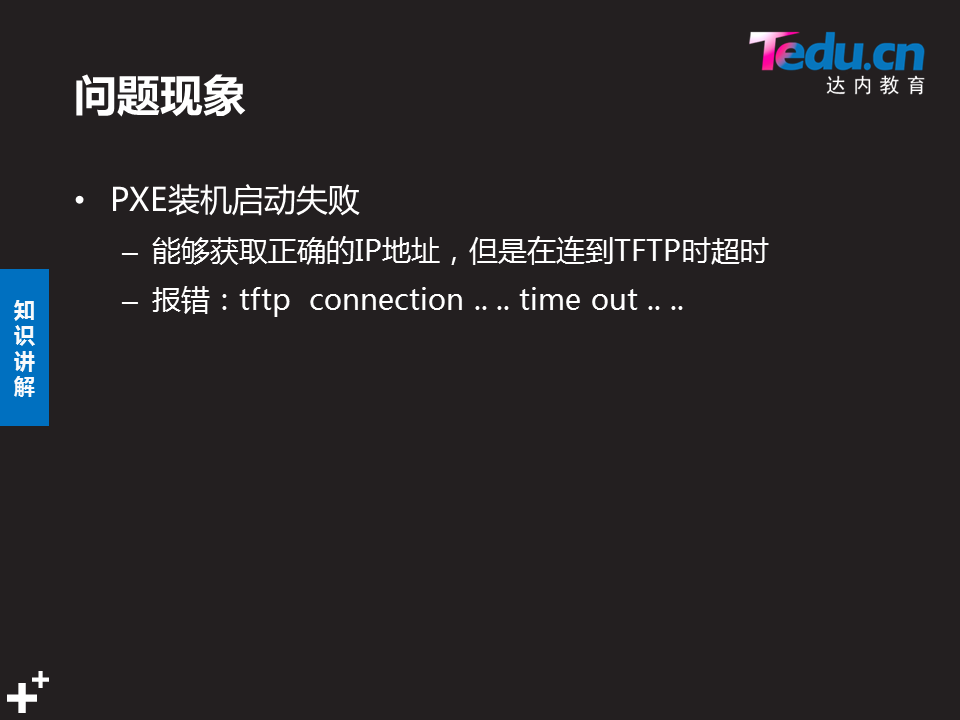 Tedu.cn
达内教育
问题现象
• PXE装机启动失败
– 能够获取正确的IP地址，但是在连到TFTP时超时
– 报错：tftp  connection .. .. time out .. ..
知
识
讲
解